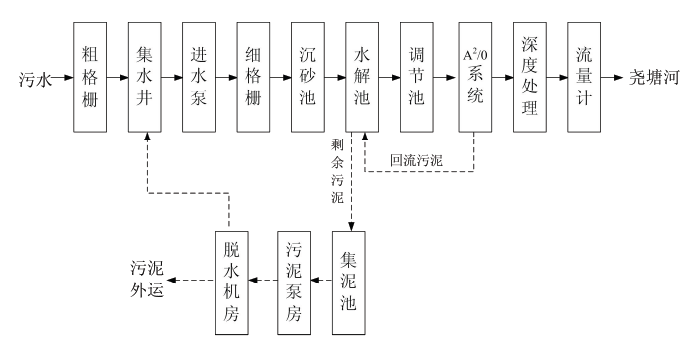 污水
粗格栅
集水井
进水泵
细格栅
沉砂池
水解池
调节池
A²/0
系统
深度处理
流量计
尧塘河
剩余污泥
回流污泥
污泥
外运
脱水机房
污泥泵房
集泥池